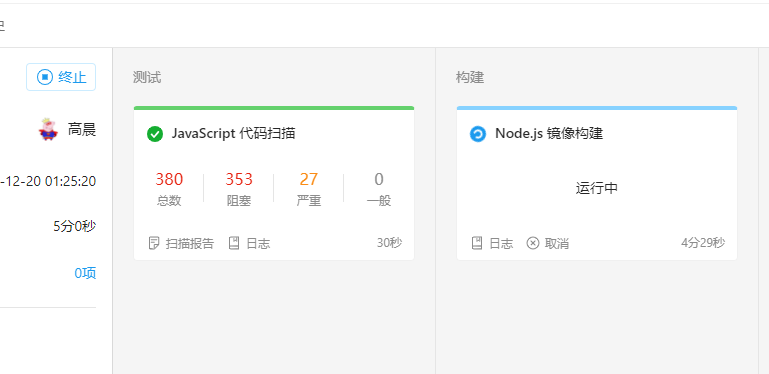 终止
高晨
-12-20 01:25:20
5分0秒
0项
测试
JavaScript 代码扫描
380 353 27 0
总数 阻塞 严重 一般
扫描报告 日志 30秒
构建
Node.js 镜像构建
运行中
日志 取消 4分29秒